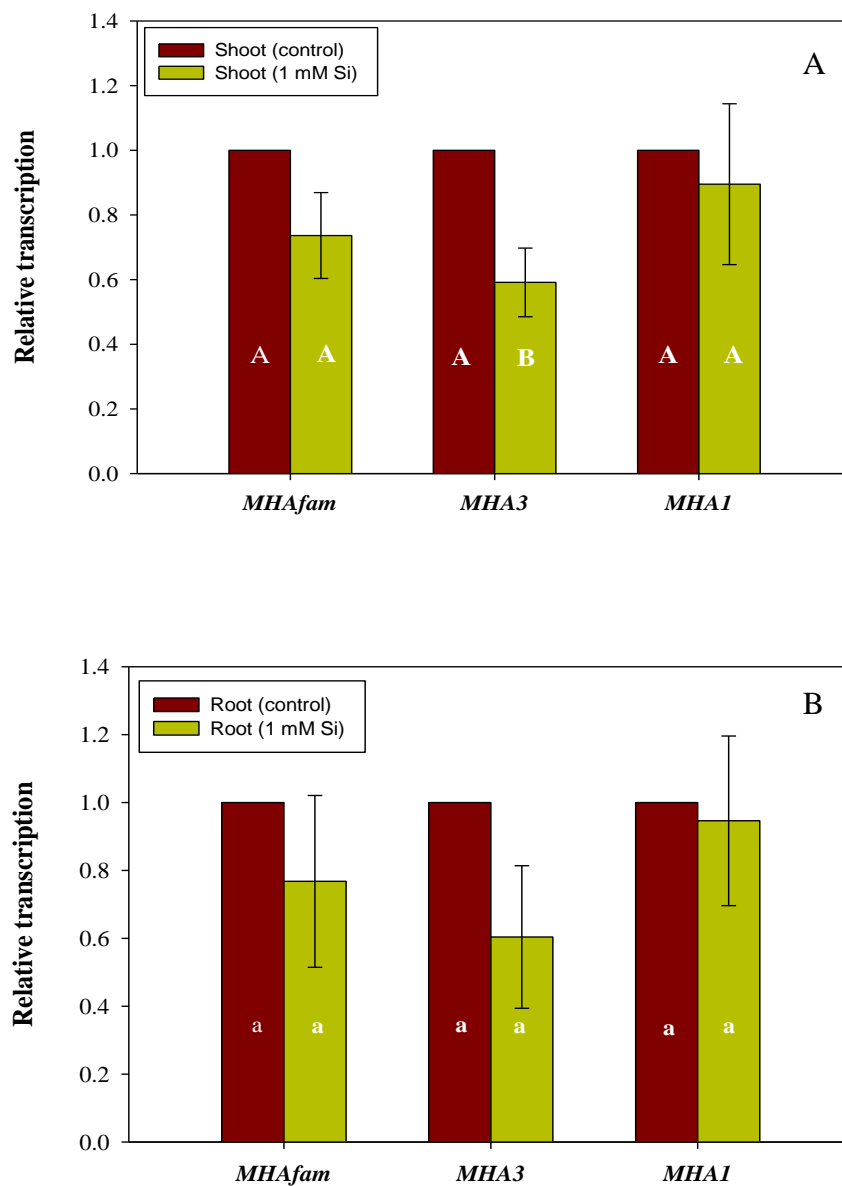 1.4
Shoot (control)
Shoot (1 mM Si)
A
1.2
1.0
0.8
0.6
0.4
0.2
0.0
Relative transcription
A A A B A A
MHAfam MHA3 MHA1
1.4
Root (control)
Root (1 mM Si)
B
1.2
1.0
0.8
0.6
0.4
0.2
0.0
Relative transcription
a a a a a a
MHAfam MHA3 MHA1